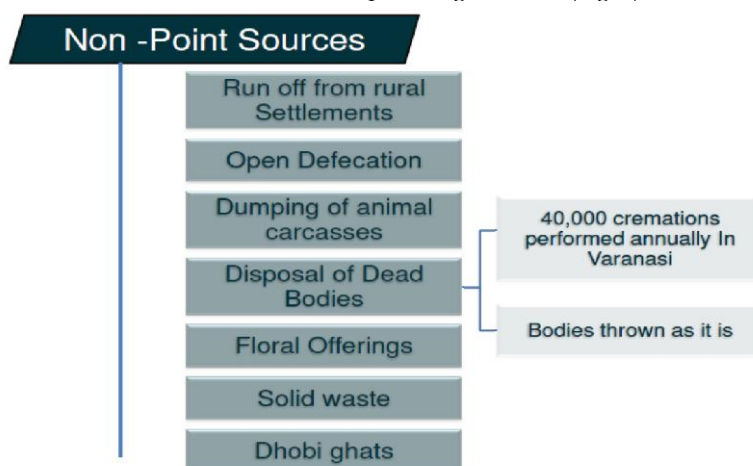 Non -Point Sources
Run off from rural
Settlements
Open Defecation
Dumping of animal
carcasses
Disposal of Dead
Bodies
40,000 cremations
performed annually In
Varanasi
Bodies thrown as it is
Floral Offerings
Solid waste
Dhobi ghats